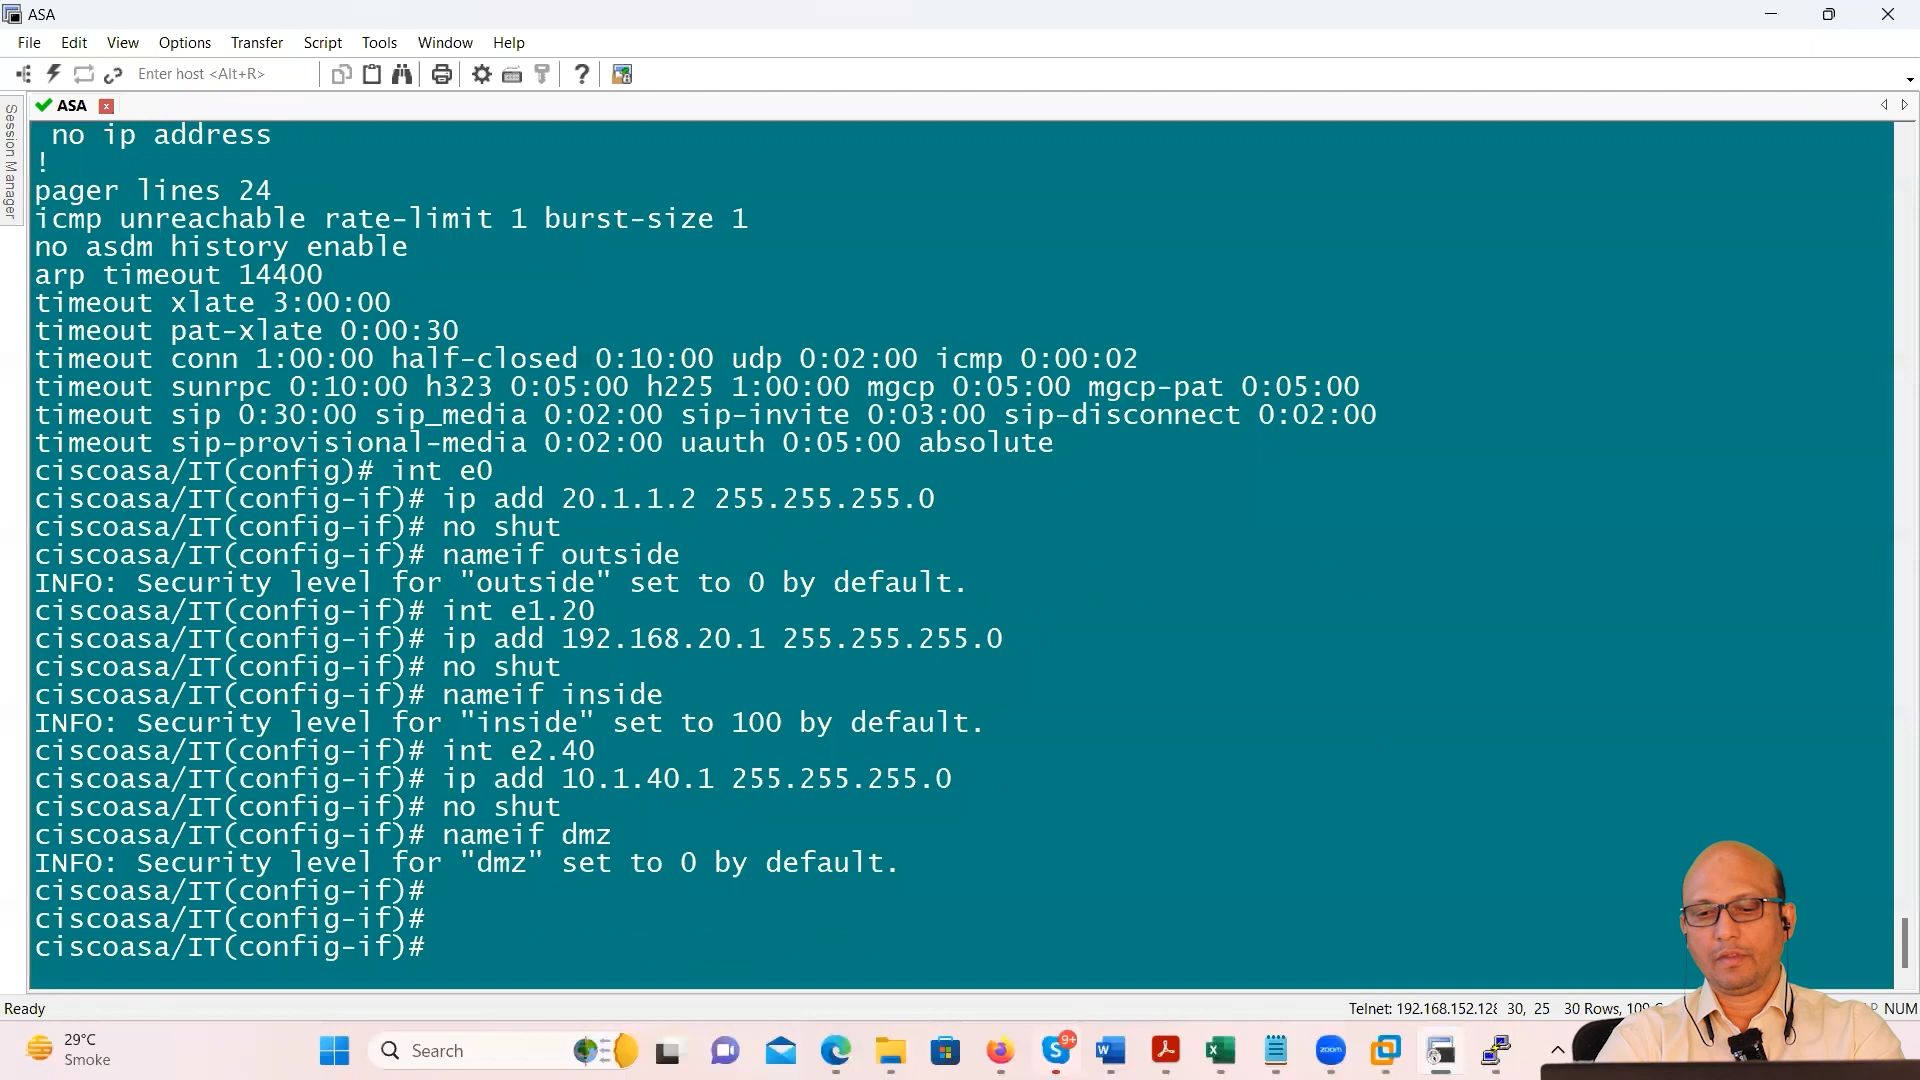 ASA
File Edit View Options Transfer Script Tools Window Help
Enter host <Alt+R>
Session Manager
ASA
no ip address
!
pager lines 24
icmp unreachable rate-limit 1 burst-size 1
no asdm history enable
arp timeout 14400
timeout xlate 3:00:00
timeout pat-xlate 0:00:30
timeout conn 1:00:00 half-closed 0:10:00 udp 0:02:00 icmp 0:00:02
timeout sunrpc 0:10:00 h323 0:05:00 h225 1:00:00 mgcp 0:05:00 mgcp-pat 0:05:00
timeout sip 0:30:00 sip_media 0:02:00 sip-invite 0:03:00 sip-disconnect 0:02:00
timeout sip-provisional-media 0:02:00 uauth 0:05:00 absolute
ciscoasa/IT(config)# int e0
ciscoasa/IT(config-if)# ip add 20.1.1.2 255.255.255.0
ciscoasa/IT(config-if)# no shut
ciscoasa/IT(config-if)# nameif outside
INFO: Security level for "outside" set to 0 by default.
ciscoasa/IT(config-if)# int e1.20
ciscoasa/IT(config-if)# ip add 192.168.20.1 255.255.255.0
ciscoasa/IT(config-if)# no shut
ciscoasa/IT(config-if)# nameif inside
INFO: Security level for "inside" set to 100 by default.
ciscoasa/IT(config-if)# int e2.40
ciscoasa/IT(config-if)# ip add 10.1.40.1 255.255.255.0
ciscoasa/IT(config-if)# no shut
ciscoasa/IT(config-if)# nameif dmz
INFO: Security level for "dmz" set to 0 by default.
ciscoasa/IT(config-if)#
ciscoasa/IT(config-if)#
ciscoasa/IT(config-if)#
Ready
Telnet: 192.168.152.128 30, 25 30 Rows, NUM
29°C
Smoke
Search
9+
zoom